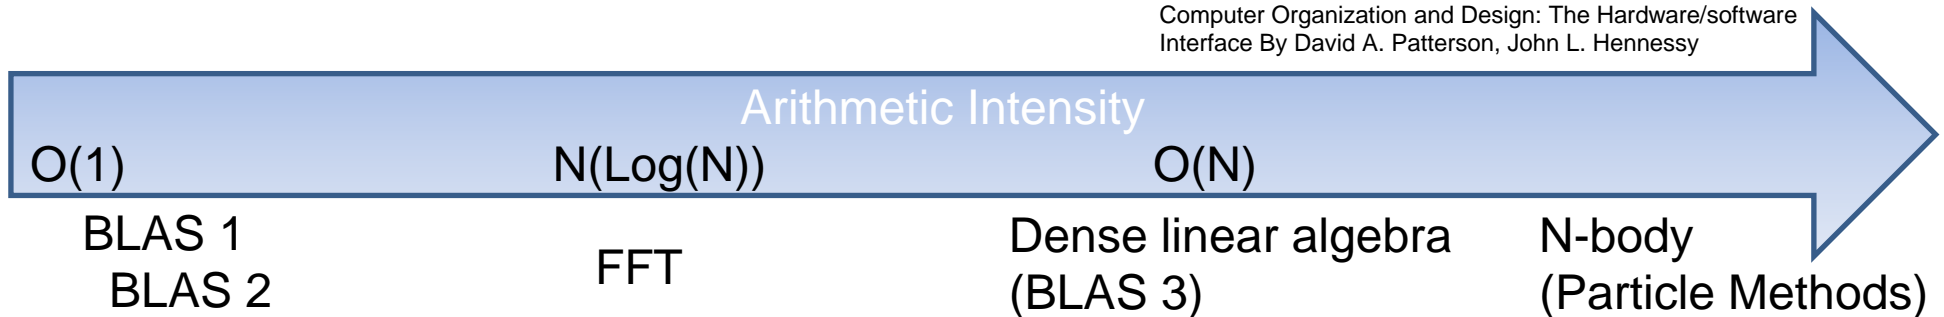 Computer Organization and Design: The Hardware/software
Interface By David A. Patterson, John L. Hennessy
Arithmetic Intensity
O(1)
N(Log(N))
O(N)
BLAS 1
BLAS 2
FFT
Dense linear algebra
(BLAS 3)
N-body
(Particle Methods)